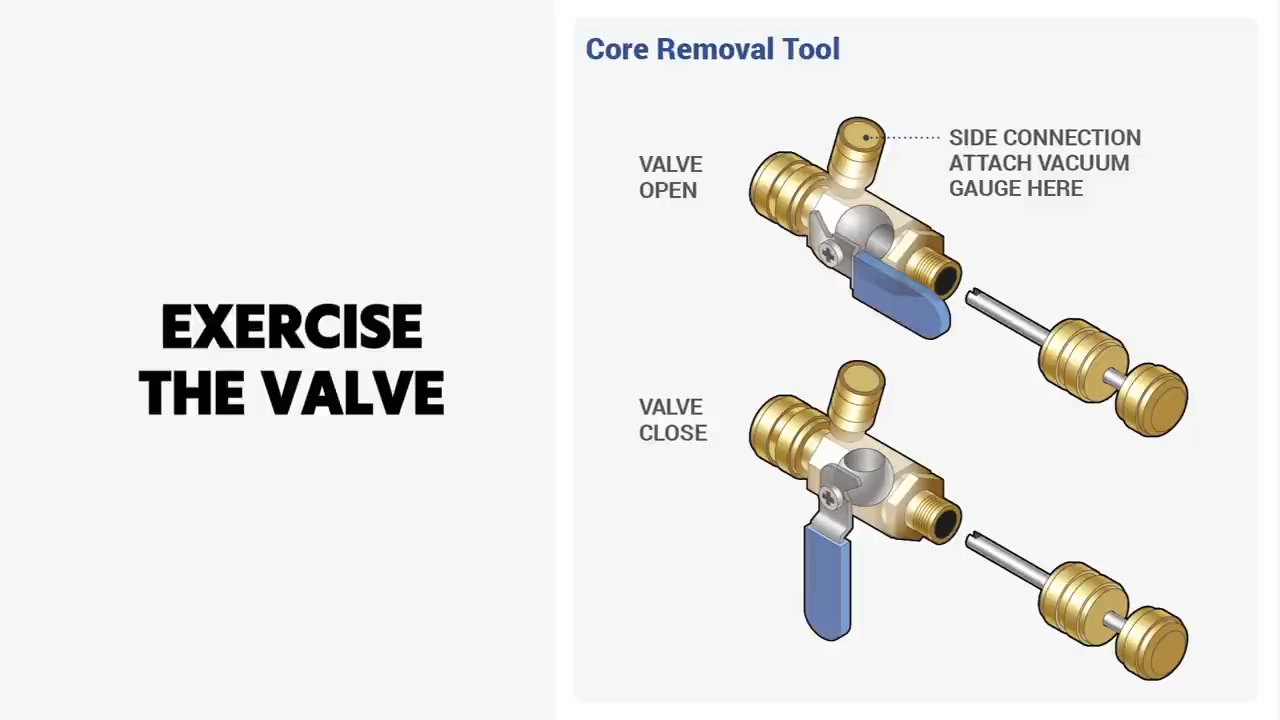 EXERCISE
THE VALVE
Core Removal Tool
VALVE
OPEN
SIDE CONNECTION
ATTACH VACUUM
GAUGE HERE
VALVE
CLOSE